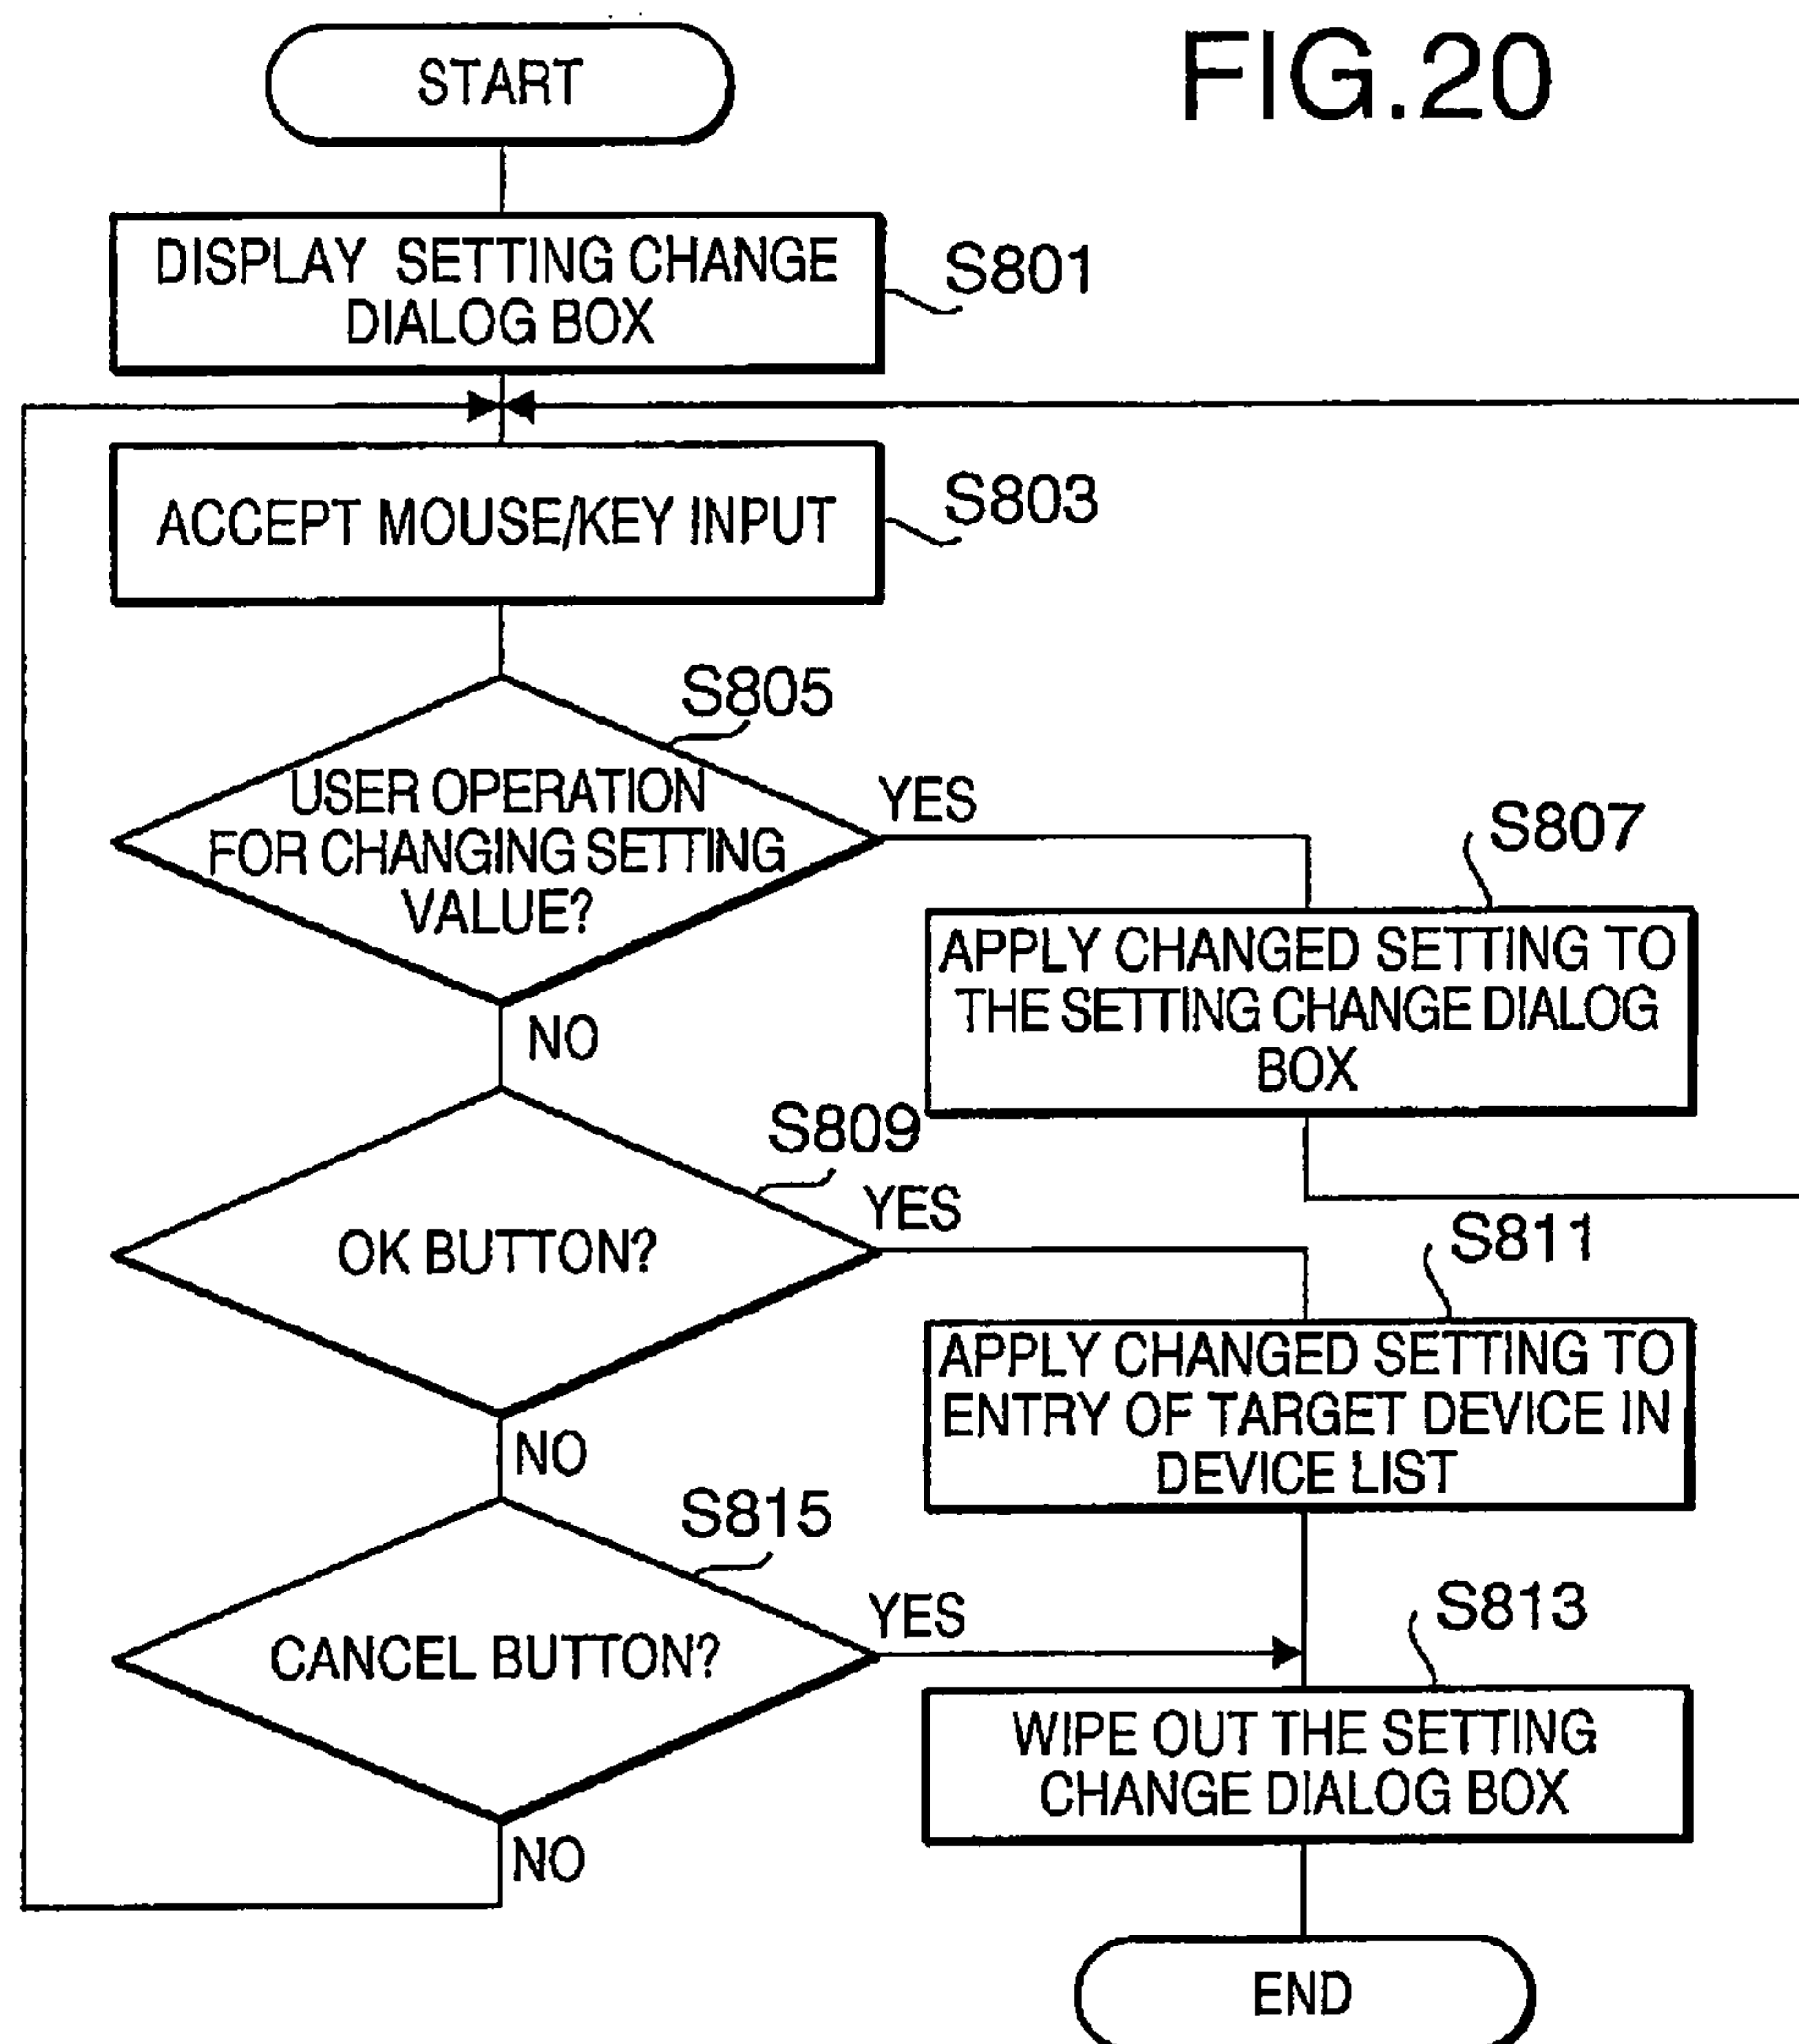 START
FIG.20
DISPLAY SETTING CHANGE
DIALOG BOX
S801
ACCEPT MOUSE/KEY INPUT
S803
S805
USER OPERATION
FOR CHANGING SETTING
VALUE?
YES
NO
S807
APPLY CHANGED SETTING TO
THE SETTING CHANGE DIALOG
BOX
S809
OK BUTTON?
YES
NO
S811
APPLY CHANGED SETTING TO
ENTRY OF TARGET DEVICE IN
DEVICE LIST
S815
CANCEL BUTTON?
YES
NO
S813
WIPE OUT THE SETTING
CHANGE DIALOG BOX
END